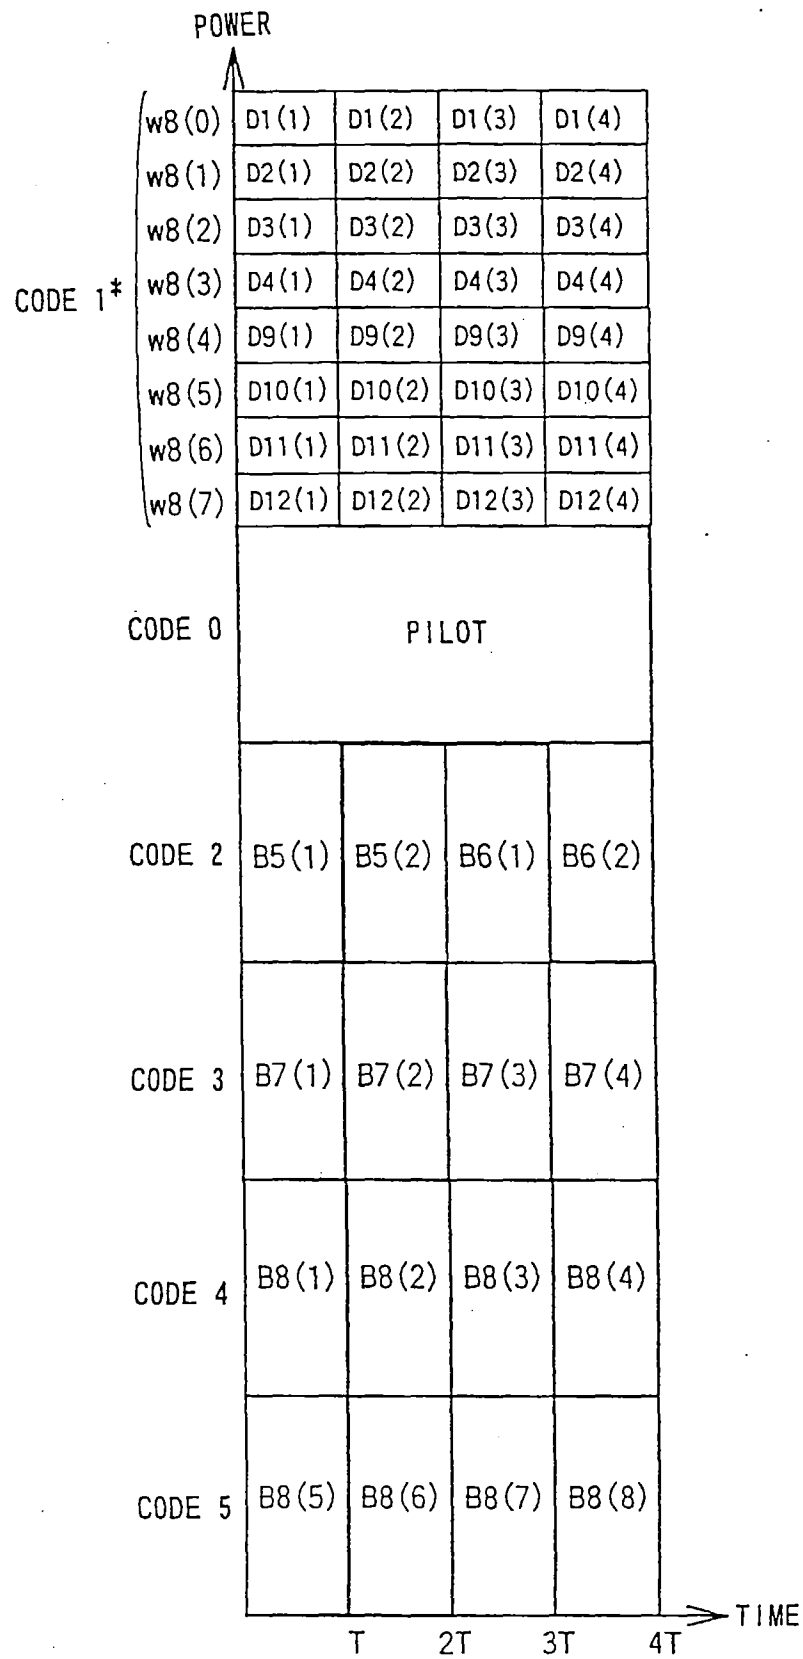 POWER
w8(0) D1(1) D1(2) D1(3) D1(4)
w8(1) D2(1) D2(2) D2(3) D2(4)
w8(2) D3(1) D3(2) D3(3) D3(4)
CODE 1* w8(3) D4(1) D4(2) D4(3) D4(4)
w8(4) D9(1) D9(2) D9(3) D9(4)
w8(5) D10(1) D10(2) D10(3) D10(4)
w8(6) D11(1) D11(2) D11(3) D11(4)
w8(7) D12(1) D12(2) D12(3) D12(4)
CODE 0 PILOT
CODE 2 B5(1) B5(2) B6(1) B6(2)
CODE 3 B7(1) B7(2) B7(3) B7(4)
CODE 4 B8(1) B8(2) B8(3) B8(4)
CODE 5 B8(5) B8(6) B8(7) B8(8)
TIME
T 2T 3T 4T